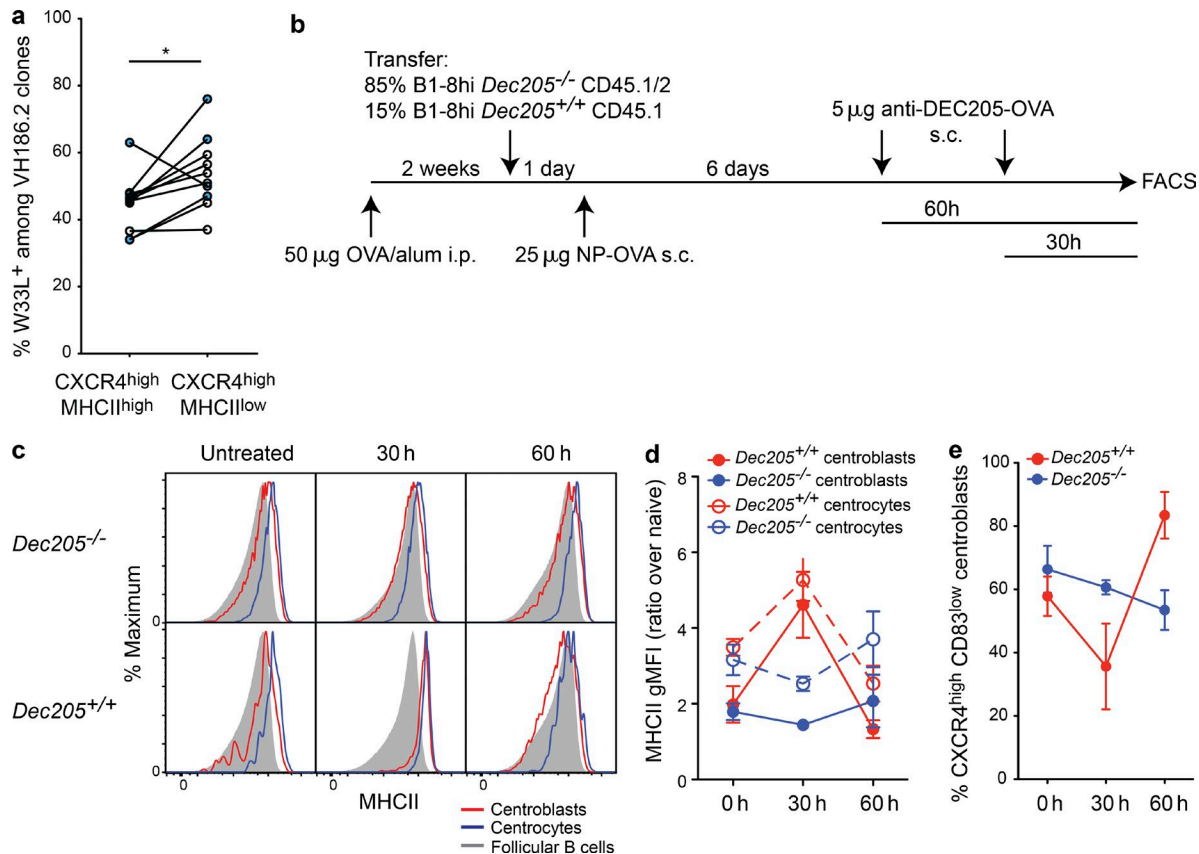 a
100
80
60
40
20
0
% W33L+ among VH186.2 clones
*
CXCR4high
MHCIIhigh
CXCR4high
MHCIIlow
b
Transfer:
85% B1-8hi Dec205-/- CD45.1/2
15% B1-8hi Dec205+/+ CD45.1
5 μg anti-DEC205-OVA
s.c.
2 weeks
1 day
6 days
FACS
60h
30h
50 μg OVA/alum i.p.
25 μg NP-OVA s.c.
c
Untreated
30 h
60 h
Dec205-/-
Dec205+/+
% Maximum
0
0
0
0
0
MHCII
Centroblasts
Centrocytes
Follicular B cells
d
Dec205+/+ centroblasts
Dec205-/- centroblasts
Dec205+/+ centrocytes
Dec205-/- centrocytes
MHCII gMFI (ratio over naive)
8
6
4
2
0
0 h
30 h
60 h
e
Dec205+/+
Dec205-/-
% CXCR4high CD83low centroblasts
100
80
60
40
20
0
0 h
30 h
60 h